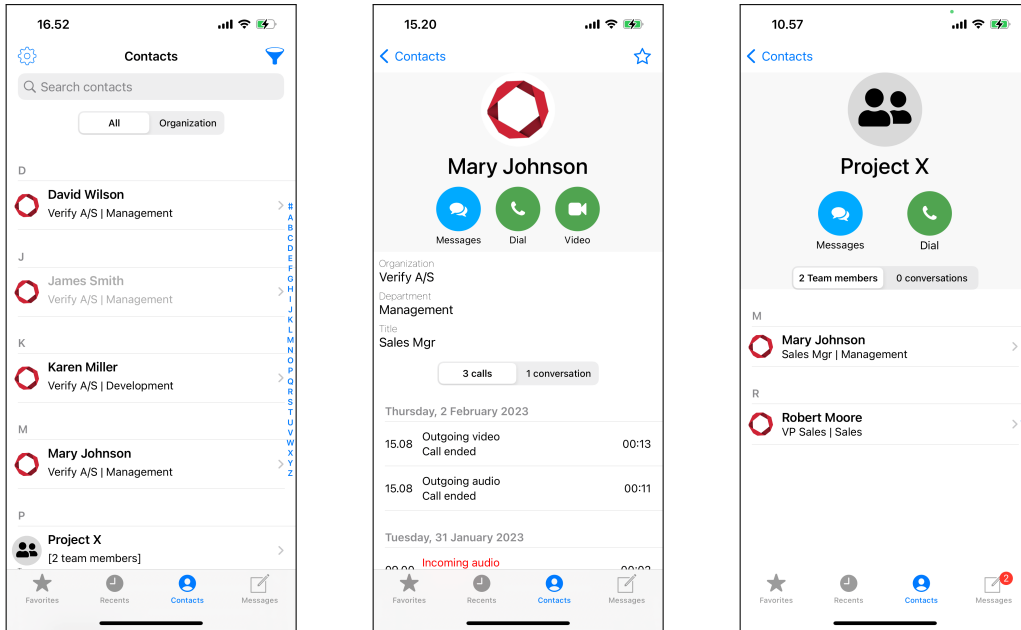 16.52
Contacts
Search contacts
All Organization
D
David Wilson
Verify A/S | Management
J
James Smith
Verify A/S | Management
K
Karen Miller
Verify A/S | Development
M
Mary Johnson
Verify A/S | Management
P
Project X
[2 team members]
#
A
B
C
D
E
F
G
H
I
J
K
L
M
N
O
P
Q
R
S
T
U
V
W
X
Y
Z
Favorites Recents Contacts Messages
15.20
Contacts
Mary Johnson
Messages Dial Video
Organization
Verify A/S
Department
Management
Title
Sales Mgr
3 calls 1 conversation
Thursday, 2 February 2023
15.08 Outgoing video 00:13
Call ended
15.08 Outgoing audio 00:11
Call ended
Tuesday, 31 January 2023
Incoming audio
Favorites Recents Contacts Messages
10.57
Contacts
Project X
Messages Dial
2 Team members 0 conversations
M
Mary Johnson
Sales Mgr | Management
R
Robert Moore
VP Sales | Sales
2
Favorites Recents Contacts Messages